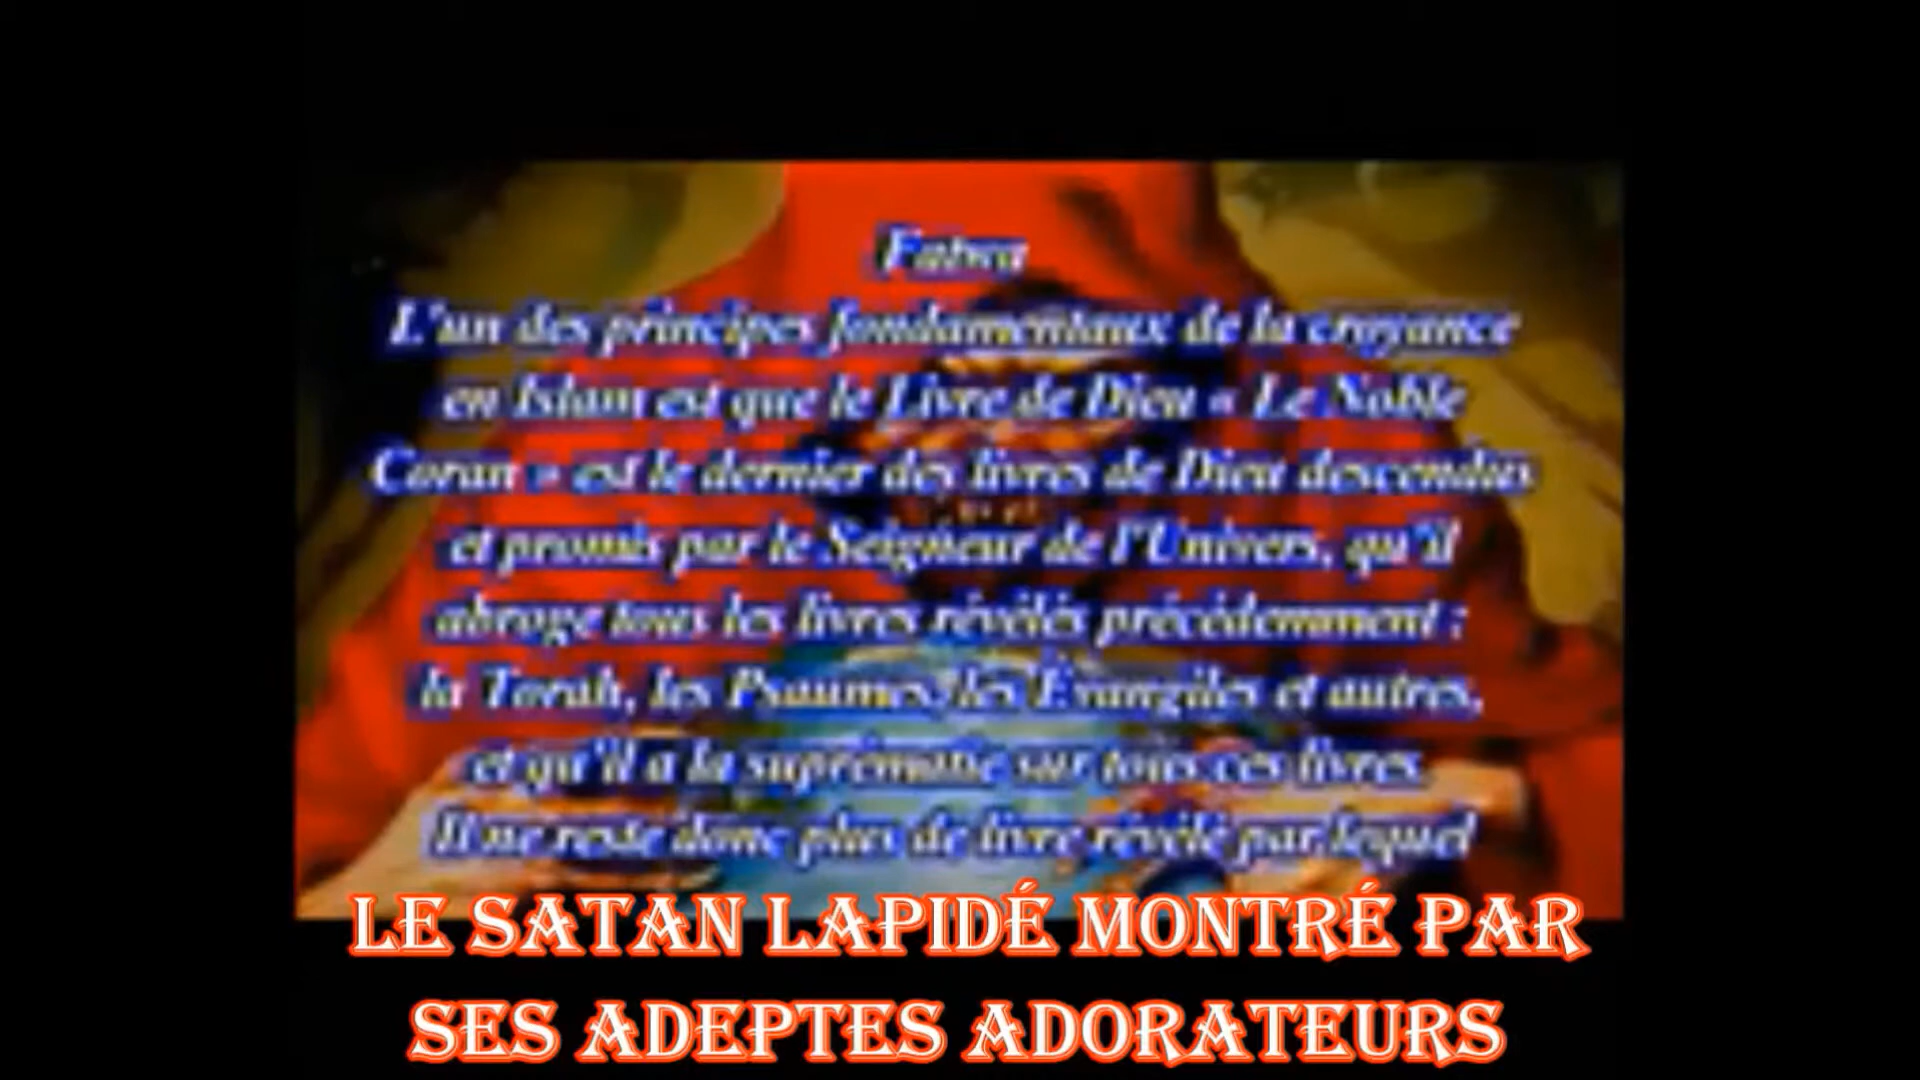 Fatwa
L'un des principes fondamentaux de la croyance
en Islam est que le Livre de Dieu « Le Noble
Coran » est le dernier des livres de Dieu descendus
et promis par le Seigneur de l'Univers, qu'il
abroge tous les livres révélés précédemment :
la Torah, les Psaumes, les Évangiles et autres,
et qu'il a la suprématie sur tous ces livres.
Il ne reste donc plus de livre révélé par lequel
LE SATAN LAPIDÉ MONTRÉ PAR
SES ADEPTES ADORATEURS